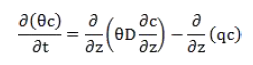 ∂(θc)/∂t = ∂/∂z (θD ∂c/∂z) − ∂/∂z (qc)